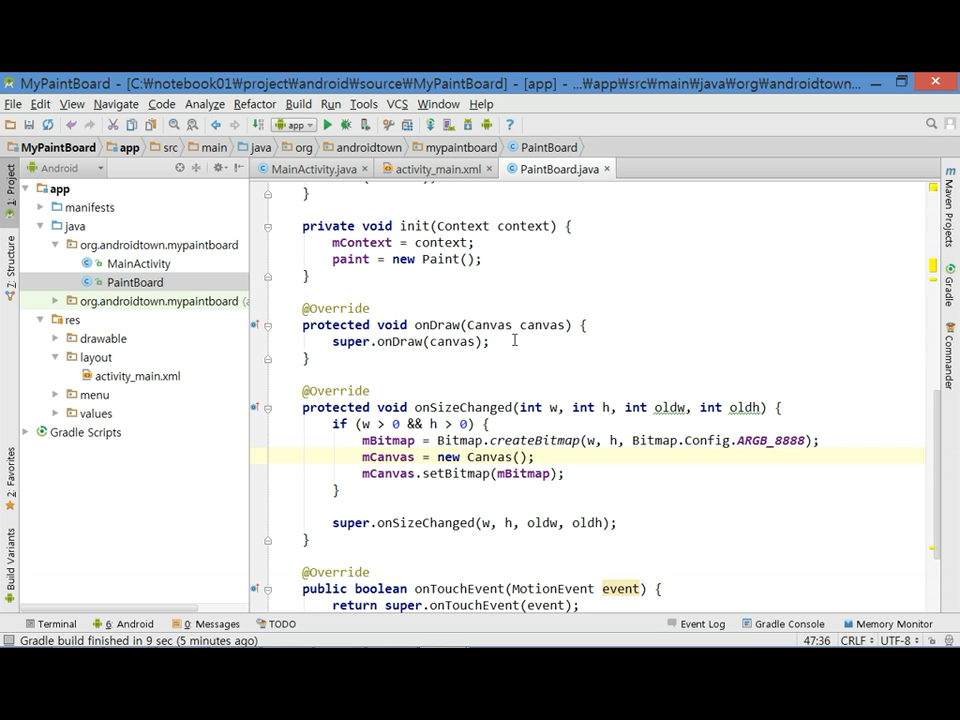 MyPaintBoard - [C:₩notebook01₩project₩android₩source₩MyPaintBoard] - [app] - ...₩app₩src₩main₩java₩org₩androidtown...
File Edit View Navigate Code Analyze Refactor Build Run Tools VCS Window Help
app
MyPaintBoard app src main java org androidtown mypaintboard PaintBoard
Android MainActivity.java × activity_main.xml × PaintBoard.java ×
1: Project
7: Structure
2: Favorites
Build Variants
app
manifests
java
org.androidtown.mypaintboard
MainActivity
PaintBoard
org.androidtown.mypaintboard (a
res
drawable
layout
activity_main.xml
menu
values
Gradle Scripts
}
private void init(Context context) {
mContext = context;
paint = new Paint();
}
@Override
protected void onDraw(Canvas canvas) {
super.onDraw(canvas);
}
@Override
protected void onSizeChanged(int w, int h, int oldw, int oldh) {
if (w > 0 && h > 0) {
mBitmap = Bitmap.createBitmap(w, h, Bitmap.Config.ARGB_8888);
mCanvas = new Canvas();
mCanvas.setBitmap(mBitmap);
}
super.onSizeChanged(w, h, oldw, oldh);
}
@Override
public boolean onTouchEvent(MotionEvent event) {
return super.onTouchEvent(event);
Maven Projects
Gradle
Commander
Terminal 6: Android 0: Messages TODO Event Log Gradle Console Memory Monitor
Gradle build finished in 9 sec (5 minutes ago) 47:36 CRLF UTF-8